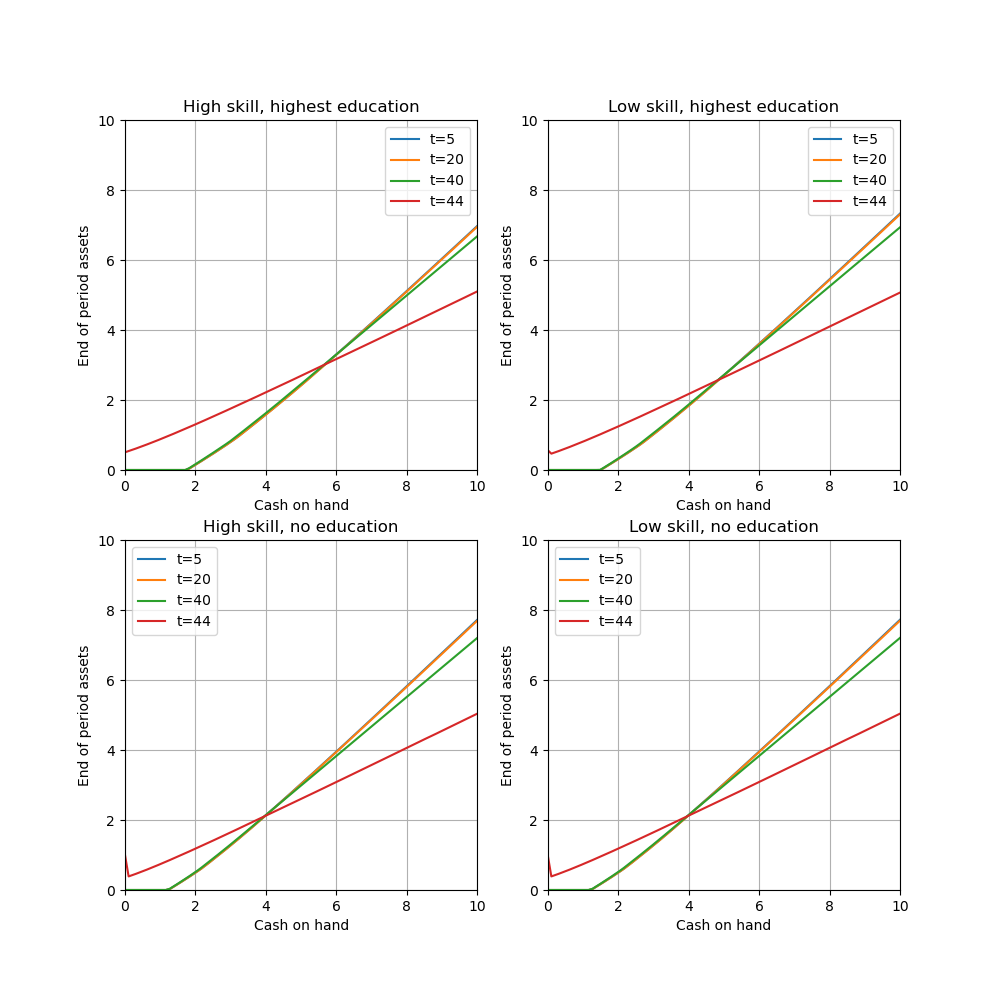 High skill, highest education
10
8
6
4
2
0
End of period assets
t=5
t=20
t=40
t=44
0 2 4 6 8 10
Cash on hand
Low skill, highest education
10
8
6
4
2
0
End of period assets
t=5
t=20
t=40
t=44
0 2 4 6 8 10
Cash on hand
High skill, no education
10
8
6
4
2
0
End of period assets
t=5
t=20
t=40
t=44
0 2 4 6 8 10
Cash on hand
Low skill, no education
10
8
6
4
2
0
End of period assets
t=5
t=20
t=40
t=44
0 2 4 6 8 10
Cash on hand